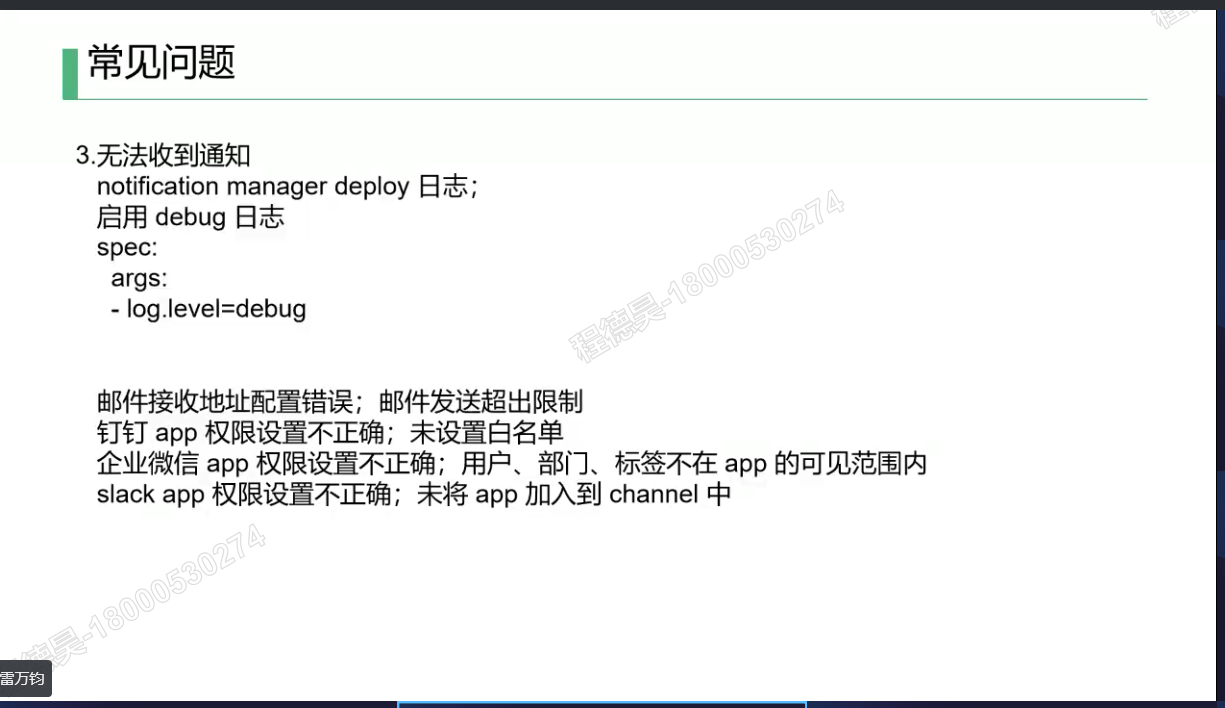 常见问题
3.无法收到通知
notification manager deploy 日志；
启用 debug 日志
spec:
args:
- log.level=debug
邮件接收地址配置错误；邮件发送超出限制
钉钉 app 权限设置不正确；未设置白名单
企业微信 app 权限设置不正确；用户、部门、标签不在 app 的可见范围内
slack app 权限设置不正确；未将 app 加入到 channel 中
程德昊-18000530274
德昊-18000530274
雷万钧